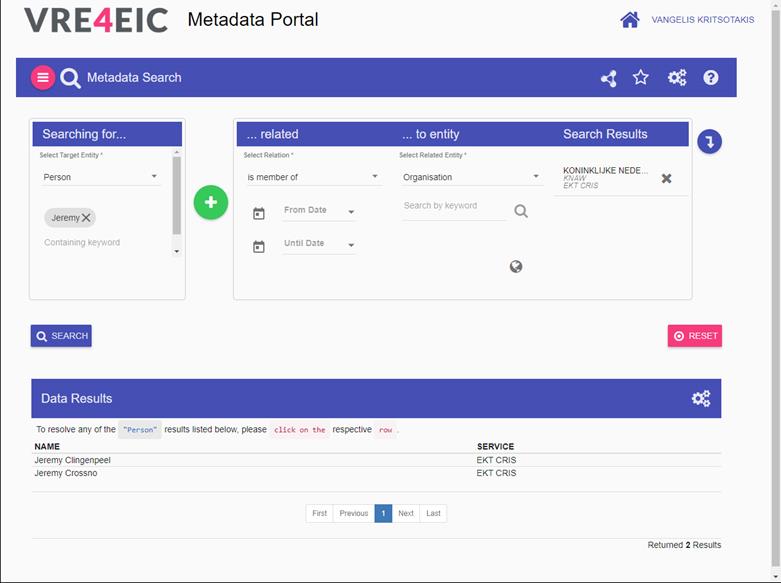 VRE4EIC Metadata Portal
VANGELIS KRITSOTAKIS
Metadata Search
Searching for...
Select Target Entity *
Person
Jeremy
Containing keyword
... related
... to entity
Search Results
Select Relation *
is member of
From Date
Until Date
Select Related Entity *
Organisation
Search by keyword
KONINKLIJKE NEDE...
KNAW
EKT CRIS
SEARCH
RESET
Data Results
To resolve any of the "Person" results listed below, please click on the respective row .
NAME SERVICE
Jeremy Clingenpeel EKT CRIS
Jeremy Crossno EKT CRIS
First Previous 1 Next Last
Returned 2 Results